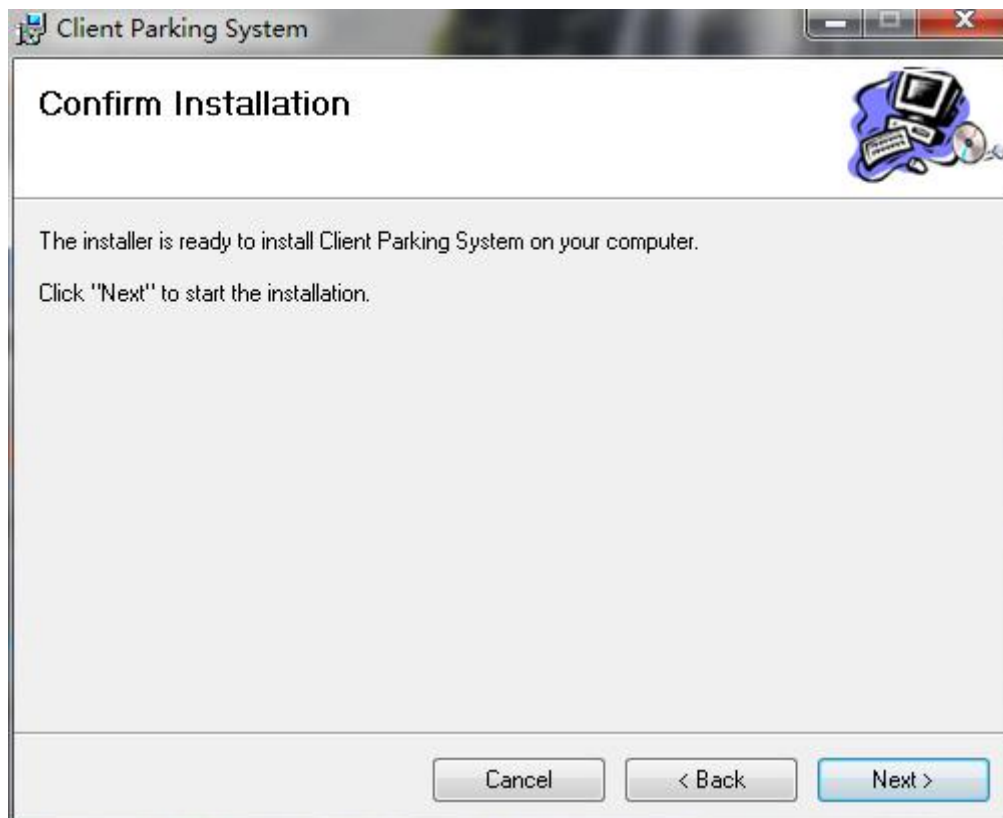 Client Parking System
Confirm Installation
The installer is ready to install Client Parking System on your computer.
Click "Next" to start the installation.
Cancel
< Back
Next >